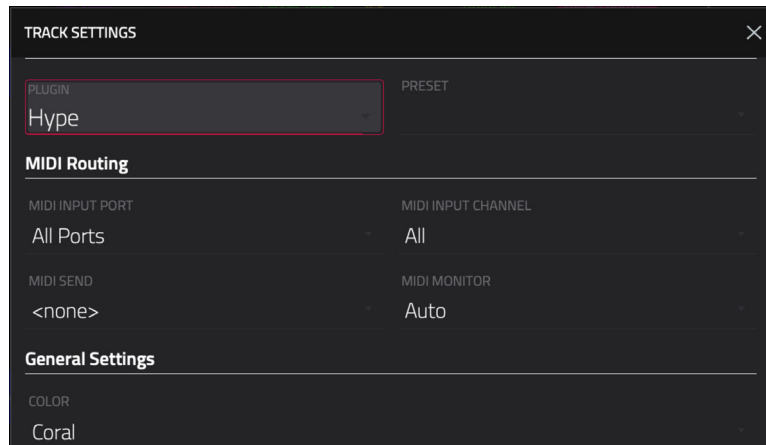 TRACK SETTINGS
PLUGIN
PRESET
Hype
MIDI Routing
MIDI INPUT PORT
MIDI INPUT CHANNEL
All Ports
All
MIDI SEND
MIDI MONITOR
<none>
Auto
General Settings
COLOR
Coral